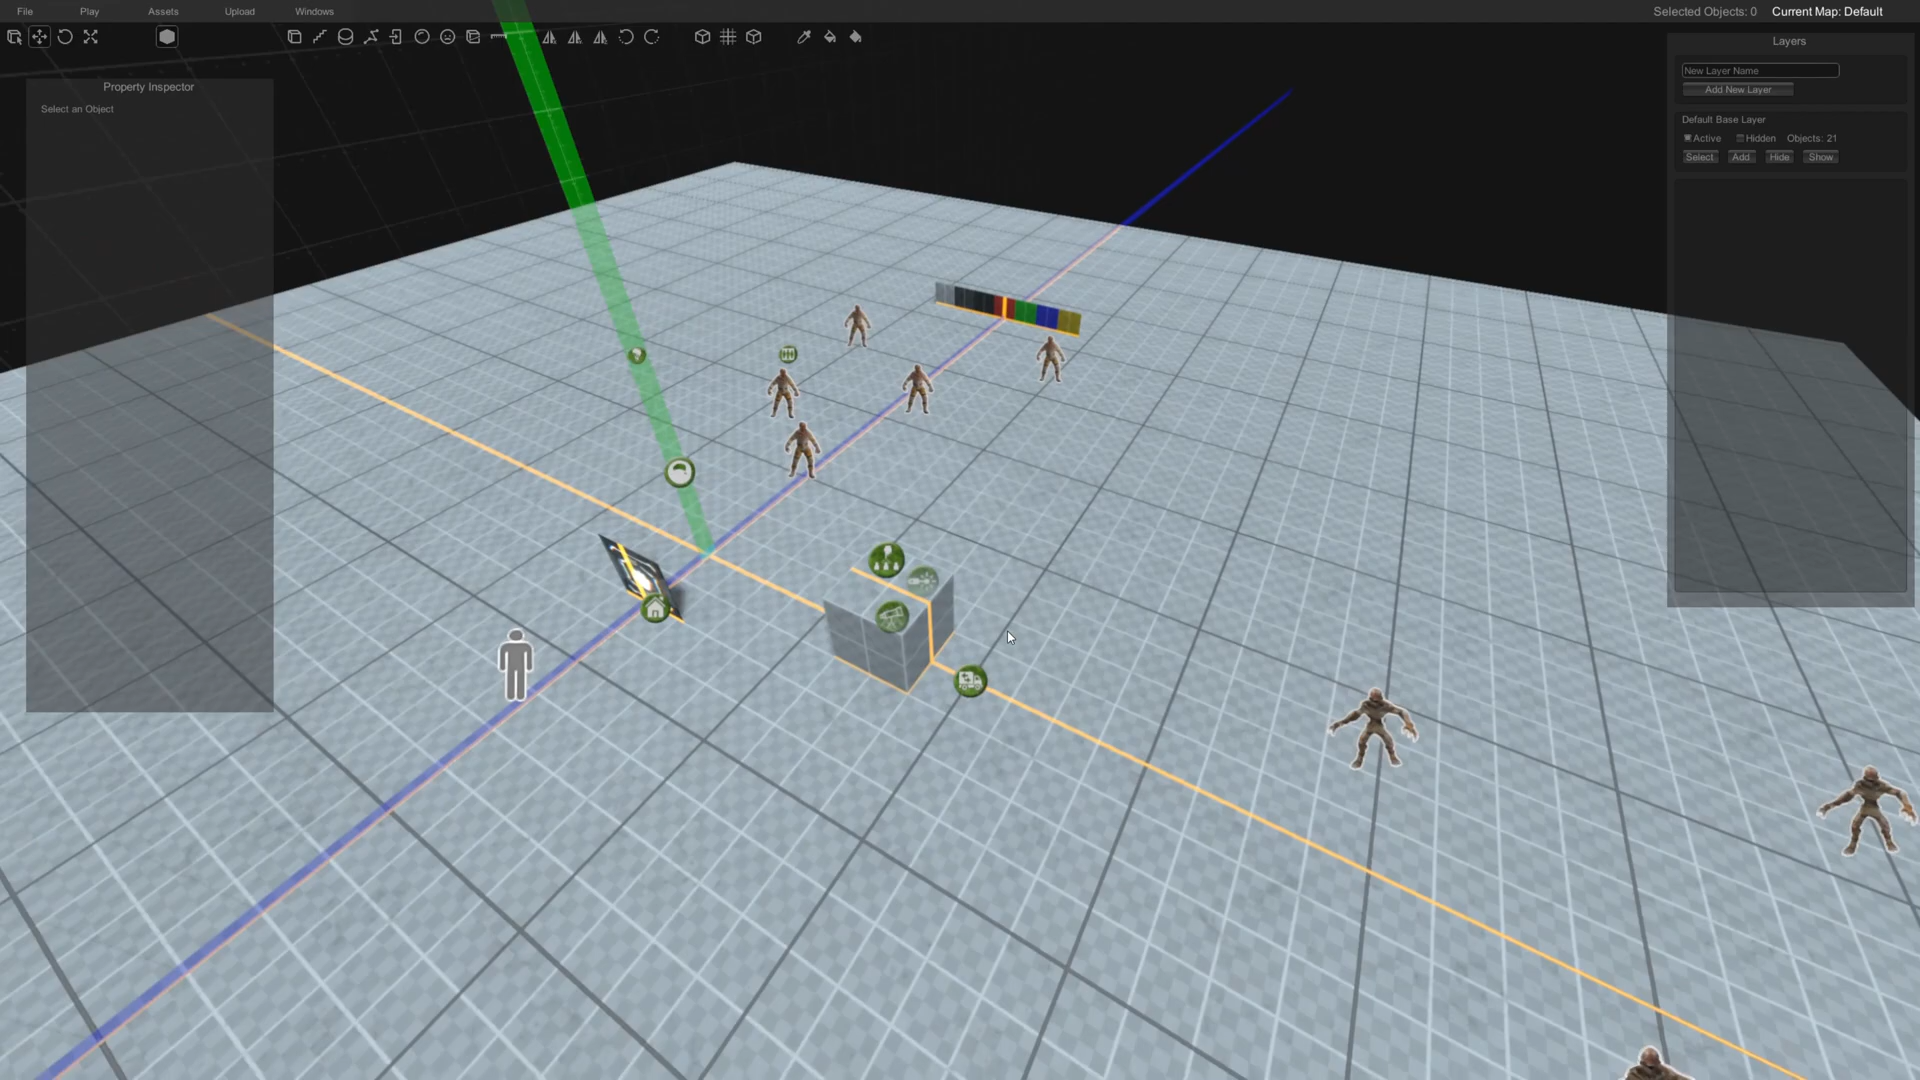 File Play Assets Upload Windows Selected Objects: 0 Current Map: Default
Property Inspector
Select an Object
Layers
New Layer Name
Add New Layer
Default Base Layer
Active Hidden Objects: 21
Select Add Hide Show